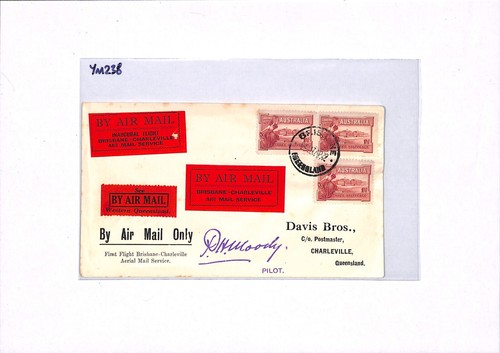 YM238
BY AIR MAIL
INAUGURAL FLIGHT
BRISBANE-CHARLEVILLE
AIR MAIL SERVICE
AUSTRALIA
AUSTRALIA
BRISBANE
QUEENSLAND
BY AIR MAIL
BRISBANE-CHARLEVILLE
AIR MAIL SERVICE
AUSTRALIA
BY AIR MAIL
Western Queensland.
By Air Mail Only
First Flight Brisbane-Charleville
Aerial Mail Service.
P.H. Moody.
PILOT.
Davis Bros.,
C/o. Postmaster,
CHARLEVILLE,
Queensland.